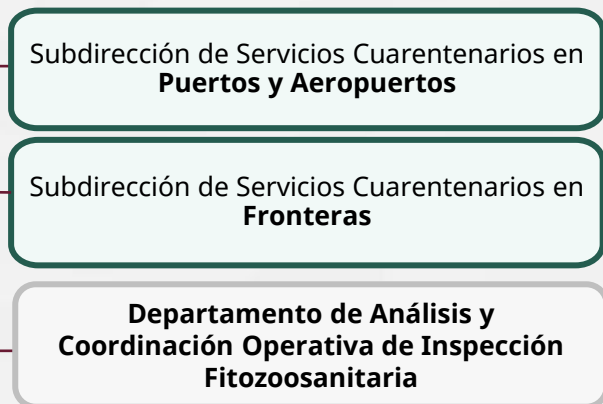 Subdirección de Servicios Cuarentenarios en
Puertos y Aeropuertos
Subdirección de Servicios Cuarentenarios en
Fronteras
Departamento de Análisis y
Coordinación Operativa de Inspección
Fitozoosanitaria